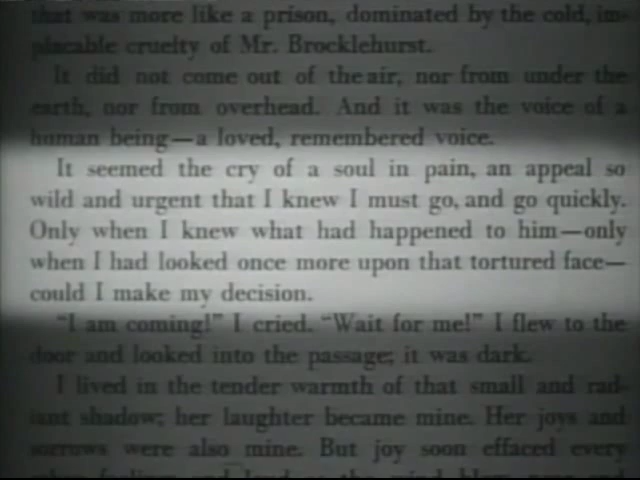 that was more like a prison, dominated by the cold, im-
placable cruelty of Mr. Brocklehurst.
It did not come out of the air, nor from under the
earth, nor from overhead. And it was the voice of a
human being—a loved, remembered voice.
It seemed the cry of a soul in pain, an appeal so
wild and urgent that I knew I must go, and go quickly.
Only when I knew what had happened to him—only
when I had looked once more upon that tortured face—
could I make my decision.
"I am coming!" I cried. "Wait for me!" I flew to the
door and looked into the passage; it was dark.
I lived in the tender warmth of that small and rad-
iant shadow; her laughter became mine. Her joys and
sorrows were also mine. But joy soon effaced every